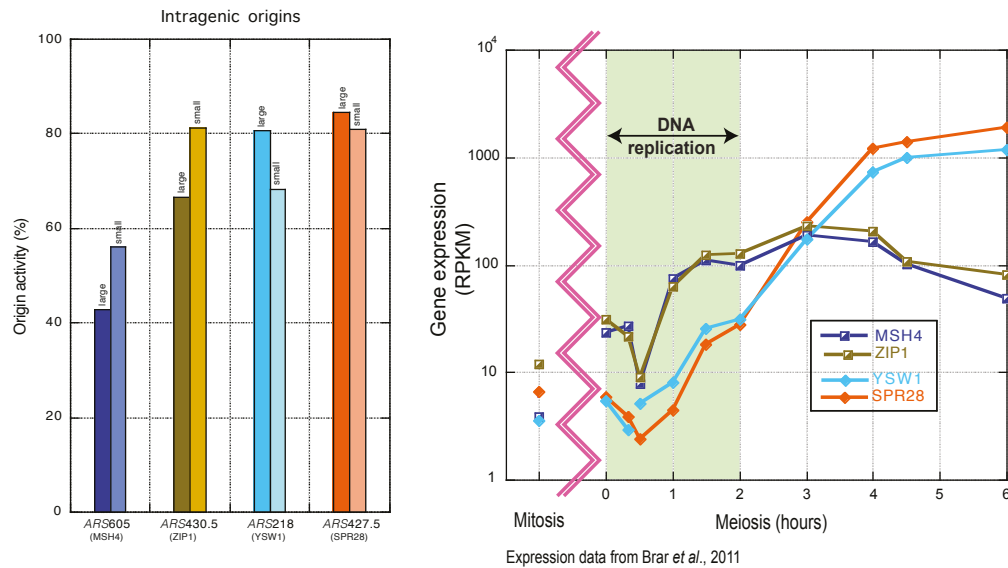 Intragenic origins
Origin activity (%)
100
80
60
40
20
0
large
small
large
small
large
small
large
small
ARS605
(MSH4)
ARS430.5
(ZIP1)
ARS218
(YSW1)
ARS427.5
(SPR28)
Gene expression
(RPKM)
10⁴
1000
100
10
1
DNA
replication
MSH4
ZIP1
YSW1
SPR28
0
1
2
3
4
5
6
Mitosis
Meiosis (hours)
Expression data from Brar et al., 2011